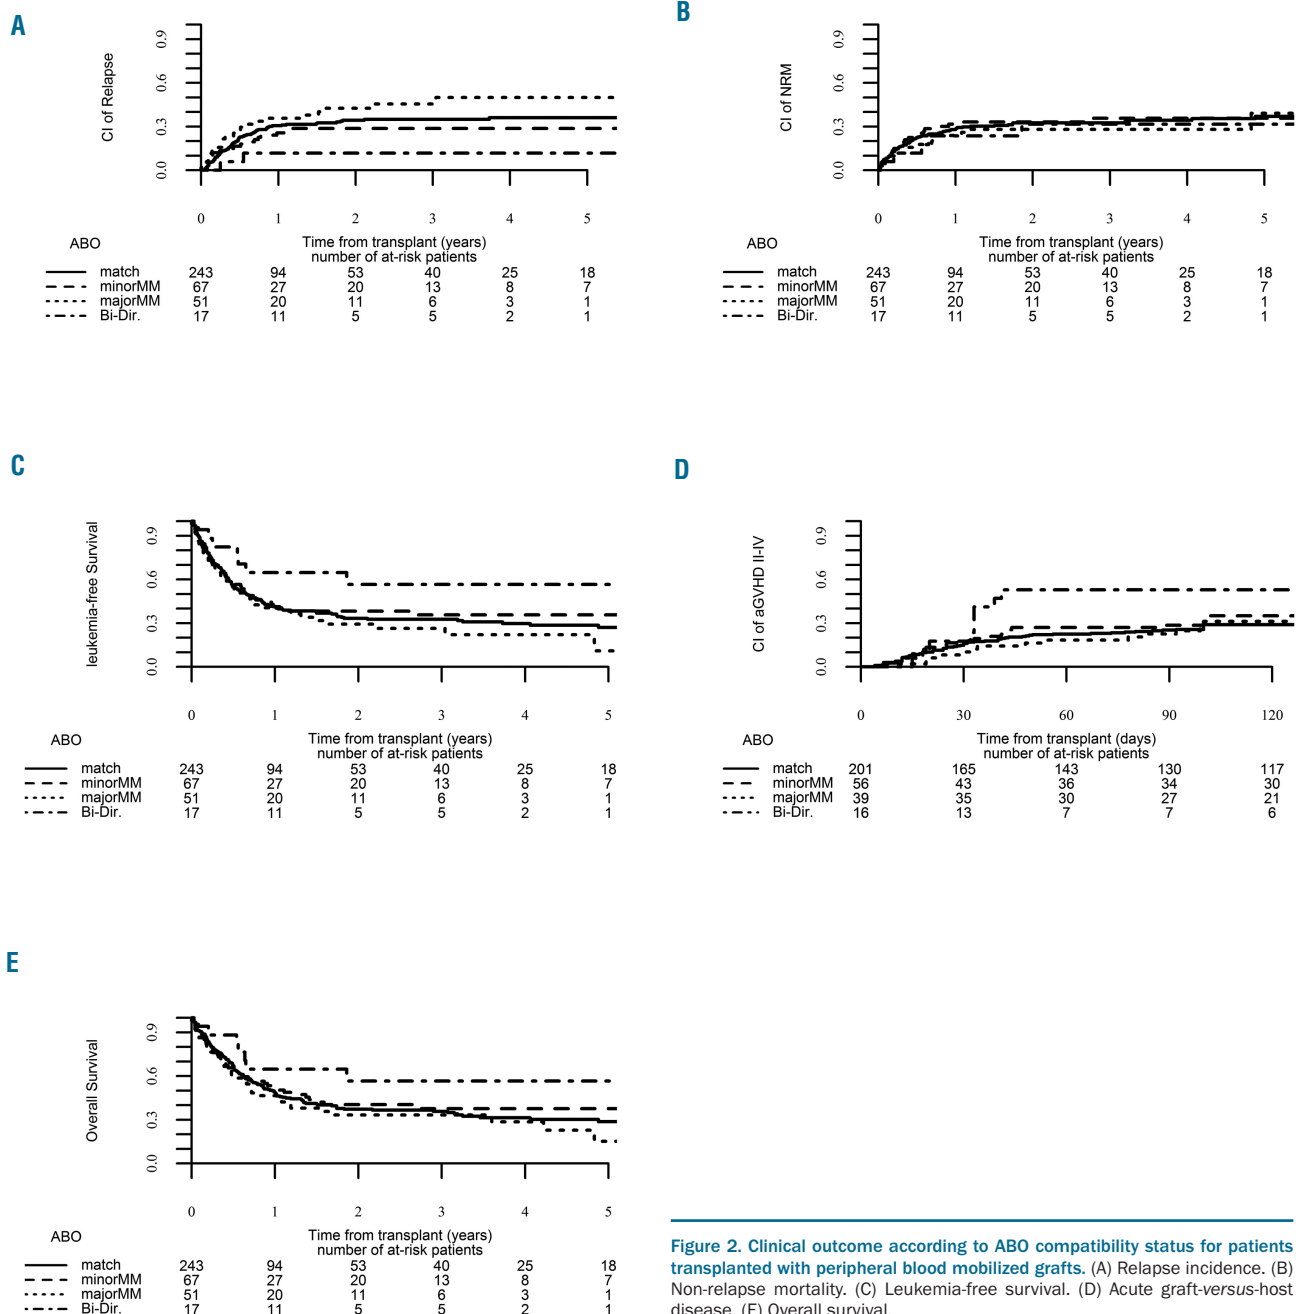 A
CI of Relapse
0.9
0.6
0.3
0.0
0 1 2 3 4 5
ABO
Time from transplant (years)
number of at-risk patients
match 243 94 53 40 25 18
minorMM 67 27 20 13 8 7
majorMM 51 20 11 6 3 1
Bi-Dir. 17 11 5 5 2 1
B
CI of NRM
0.9
0.6
0.3
0.0
0 1 2 3 4 5
ABO
Time from transplant (years)
number of at-risk patients
match 243 94 53 40 25 18
minorMM 67 27 20 13 8 7
majorMM 51 20 11 6 3 1
Bi-Dir. 17 11 5 5 2 1
C
leukemia-free Survival
0.9
0.6
0.3
0.0
0 1 2 3 4 5
ABO
Time from transplant (years)
number of at-risk patients
match 243 94 53 40 25 18
minorMM 67 27 20 13 8 7
majorMM 51 20 11 6 3 1
Bi-Dir. 17 11 5 5 2 1
D
CI of aGVHD II-IV
0.9
0.6
0.3
0.0
0 30 60 90 120
ABO
Time from transplant (days)
number of at-risk patients
match 201 165 143 130 117
minorMM 56 43 36 34 30
majorMM 39 35 30 27 21
Bi-Dir. 16 13 7 7 6
E
Overall Survival
0.9
0.6
0.3
0.0
0 1 2 3 4 5
ABO
Time from transplant (years)
number of at-risk patients
match 243 94 53 40 25 18
minorMM 67 27 20 13 8 7
majorMM 51 20 11 6 3 1
Bi-Dir. 17 11 5 5 2 1
Figure 2. Clinical outcome according to ABO compatibility status for patients
transplanted with peripheral blood mobilized grafts. (A) Relapse incidence. (B)
Non-relapse mortality. (C) Leukemia-free survival. (D) Acute graft-versus-host
disease. (E) Overall survival